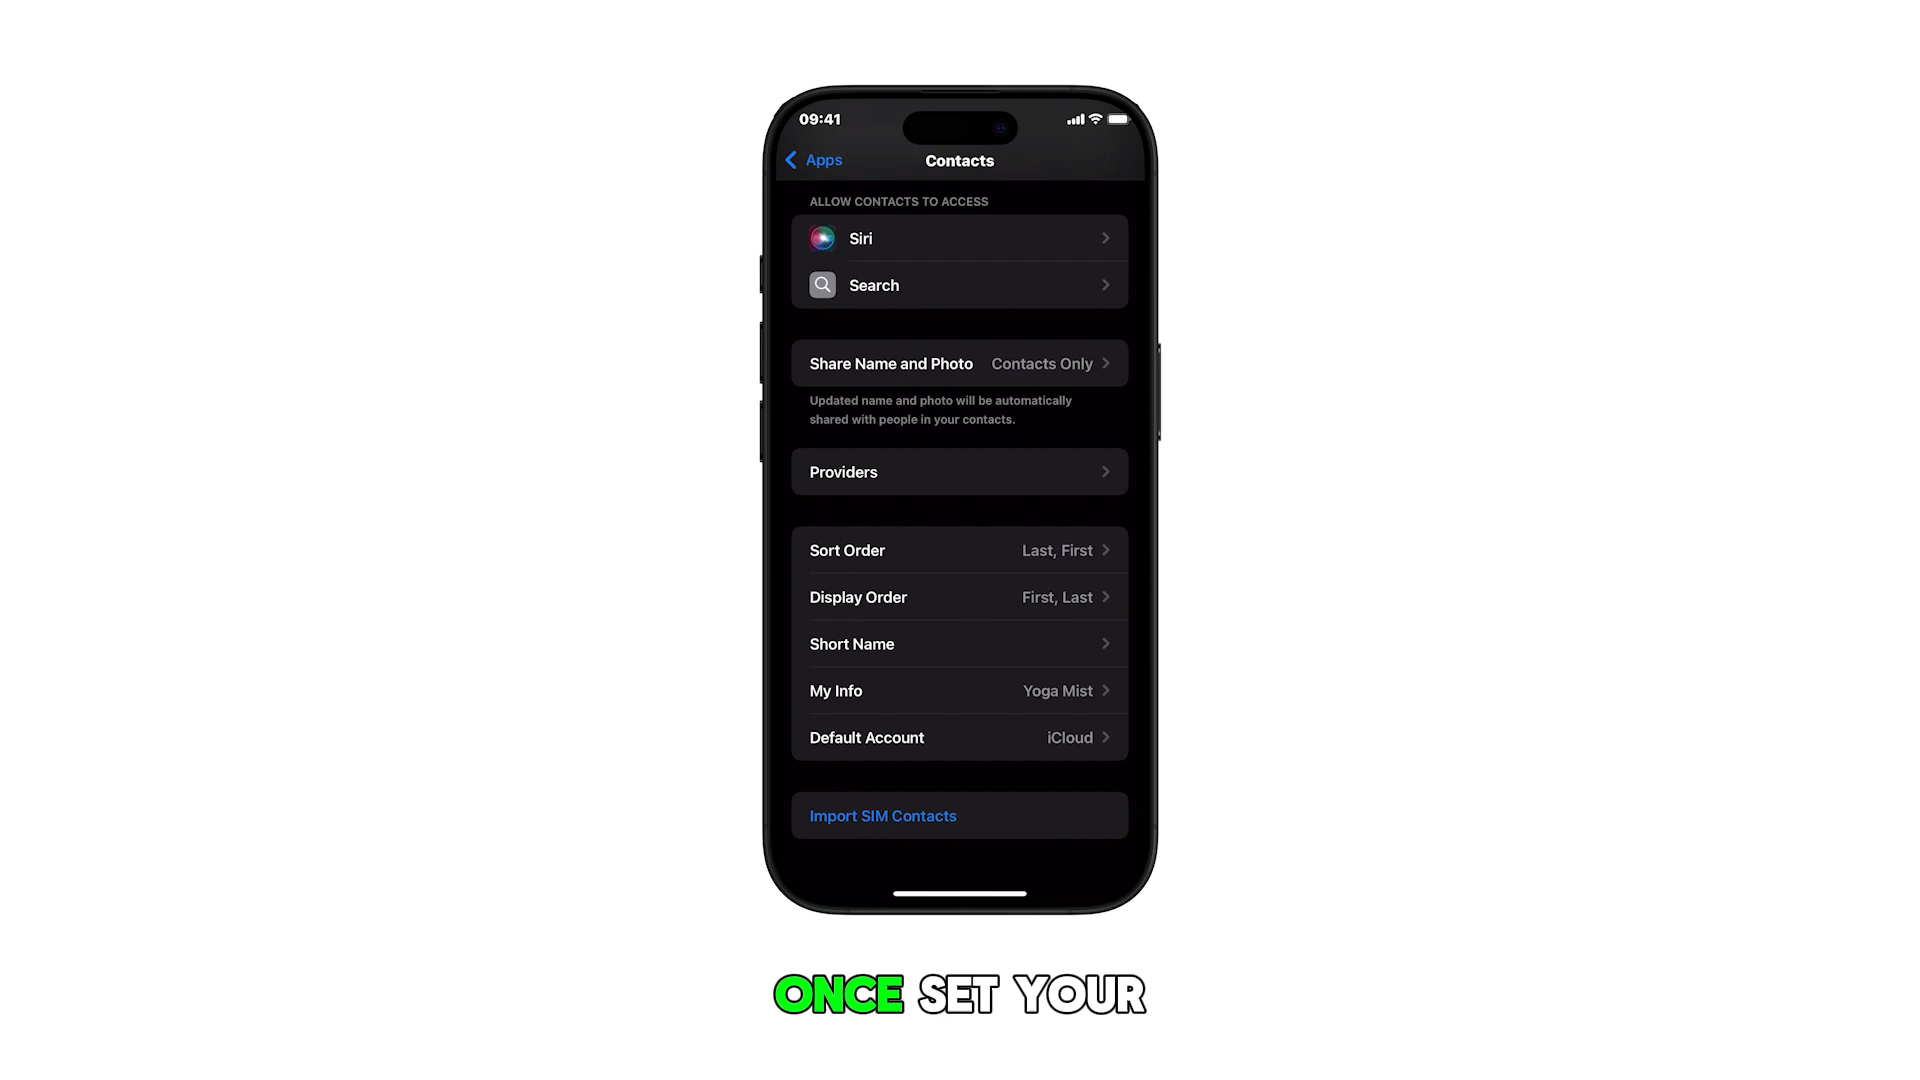 09:41
Apps
Contacts
ALLOW CONTACTS TO ACCESS
Siri
Search
Share Name and Photo Contacts Only
Updated name and photo will be automatically
shared with people in your contacts.
Providers
Sort Order Last, First
Display Order First, Last
Short Name
My Info Yoga Mist
Default Account iCloud
Import SIM Contacts
ONCE SET YOUR